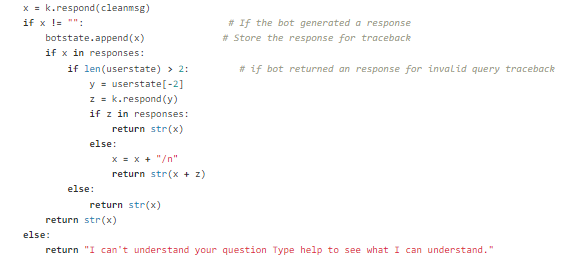 x = k.respond(cleanmsg)
if x != "": # If the bot generated a response
botstate.append(x) # Store the response for traceback
if x in responses:
if len(userstate) > 2: # if bot returned an response for invalid query traceback
y = userstate[-2]
z = k.respond(y)
if z in responses:
return str(x)
else:
x = x + "/n"
return str(x + z)
else:
return str(x)
return str(x)
else:
return "I can't understand your question Type help to see what I can understand."